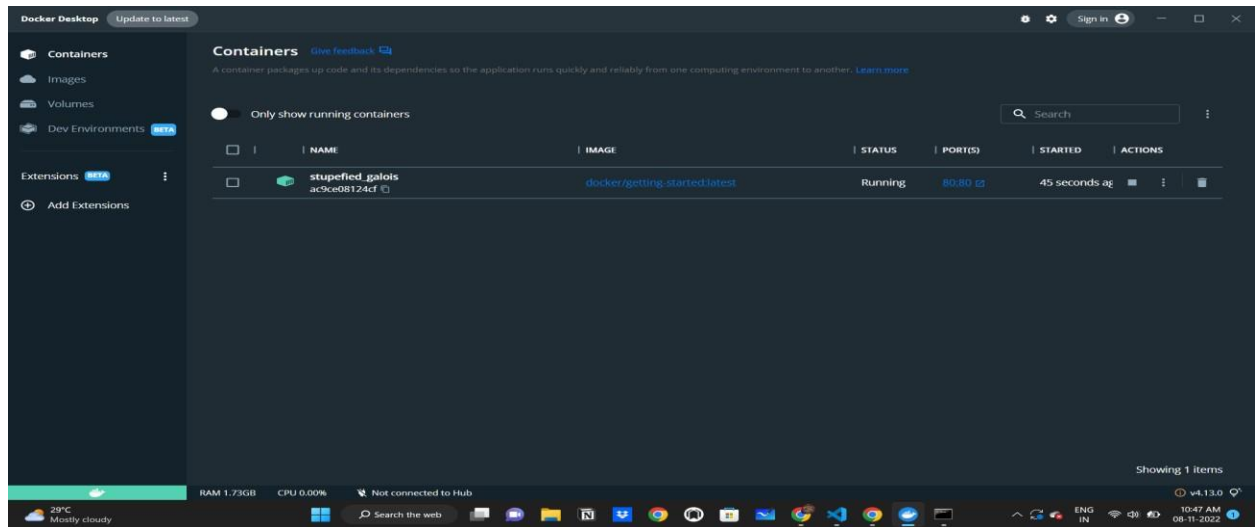 Docker Desktop Update to latest Sign in
Containers
Images
Volumes
Dev Environments BETA
Extensions BETA
Add Extensions
Containers Give feedback
A container packages up code and its dependencies so the application runs quickly and reliably from one computing environment to another. Learn more
Only show running containers Search
NAME IMAGE STATUS PORT(S) STARTED ACTIONS
stupefied_galois docker/getting-started:latest Running 80:80 45 seconds ag
ac9ce08124cf
Showing 1 items
RAM 1.73GB CPU 0.00% Not connected to Hub v4.13.0
29°C
Mostly cloudy
Search the web
ENG
IN
10:47 AM
08-11-2022
1